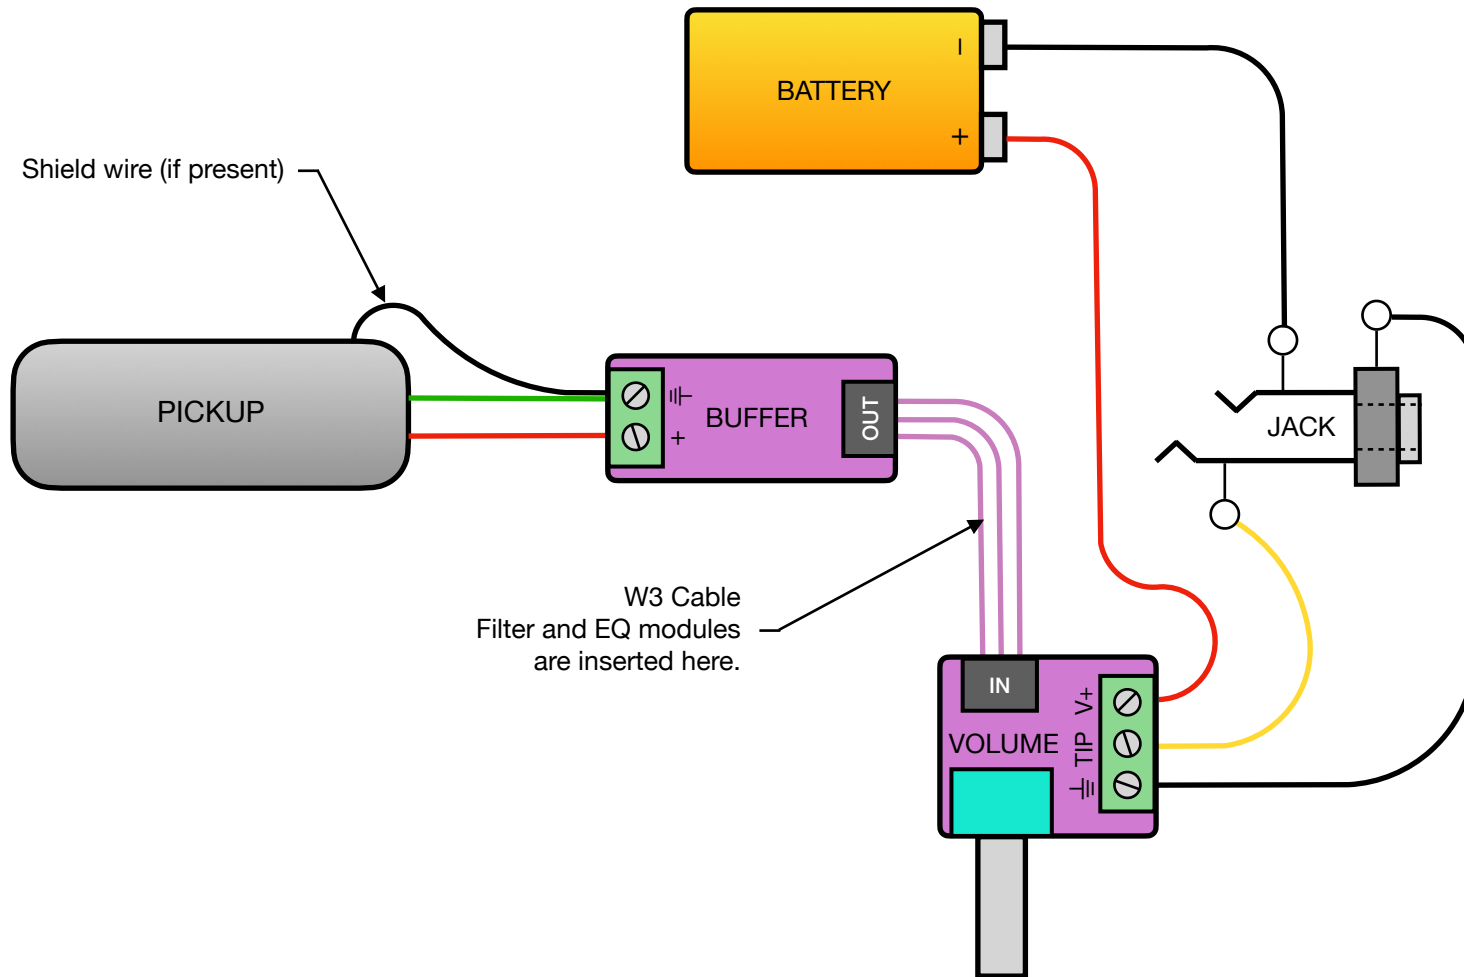 −
BATTERY
+
Shield wire (if present)
PICKUP
BUFFER
+
OUT
JACK
W3 Cable
Filter and EQ modules
are inserted here.
IN
V+
VOLUME
TIP